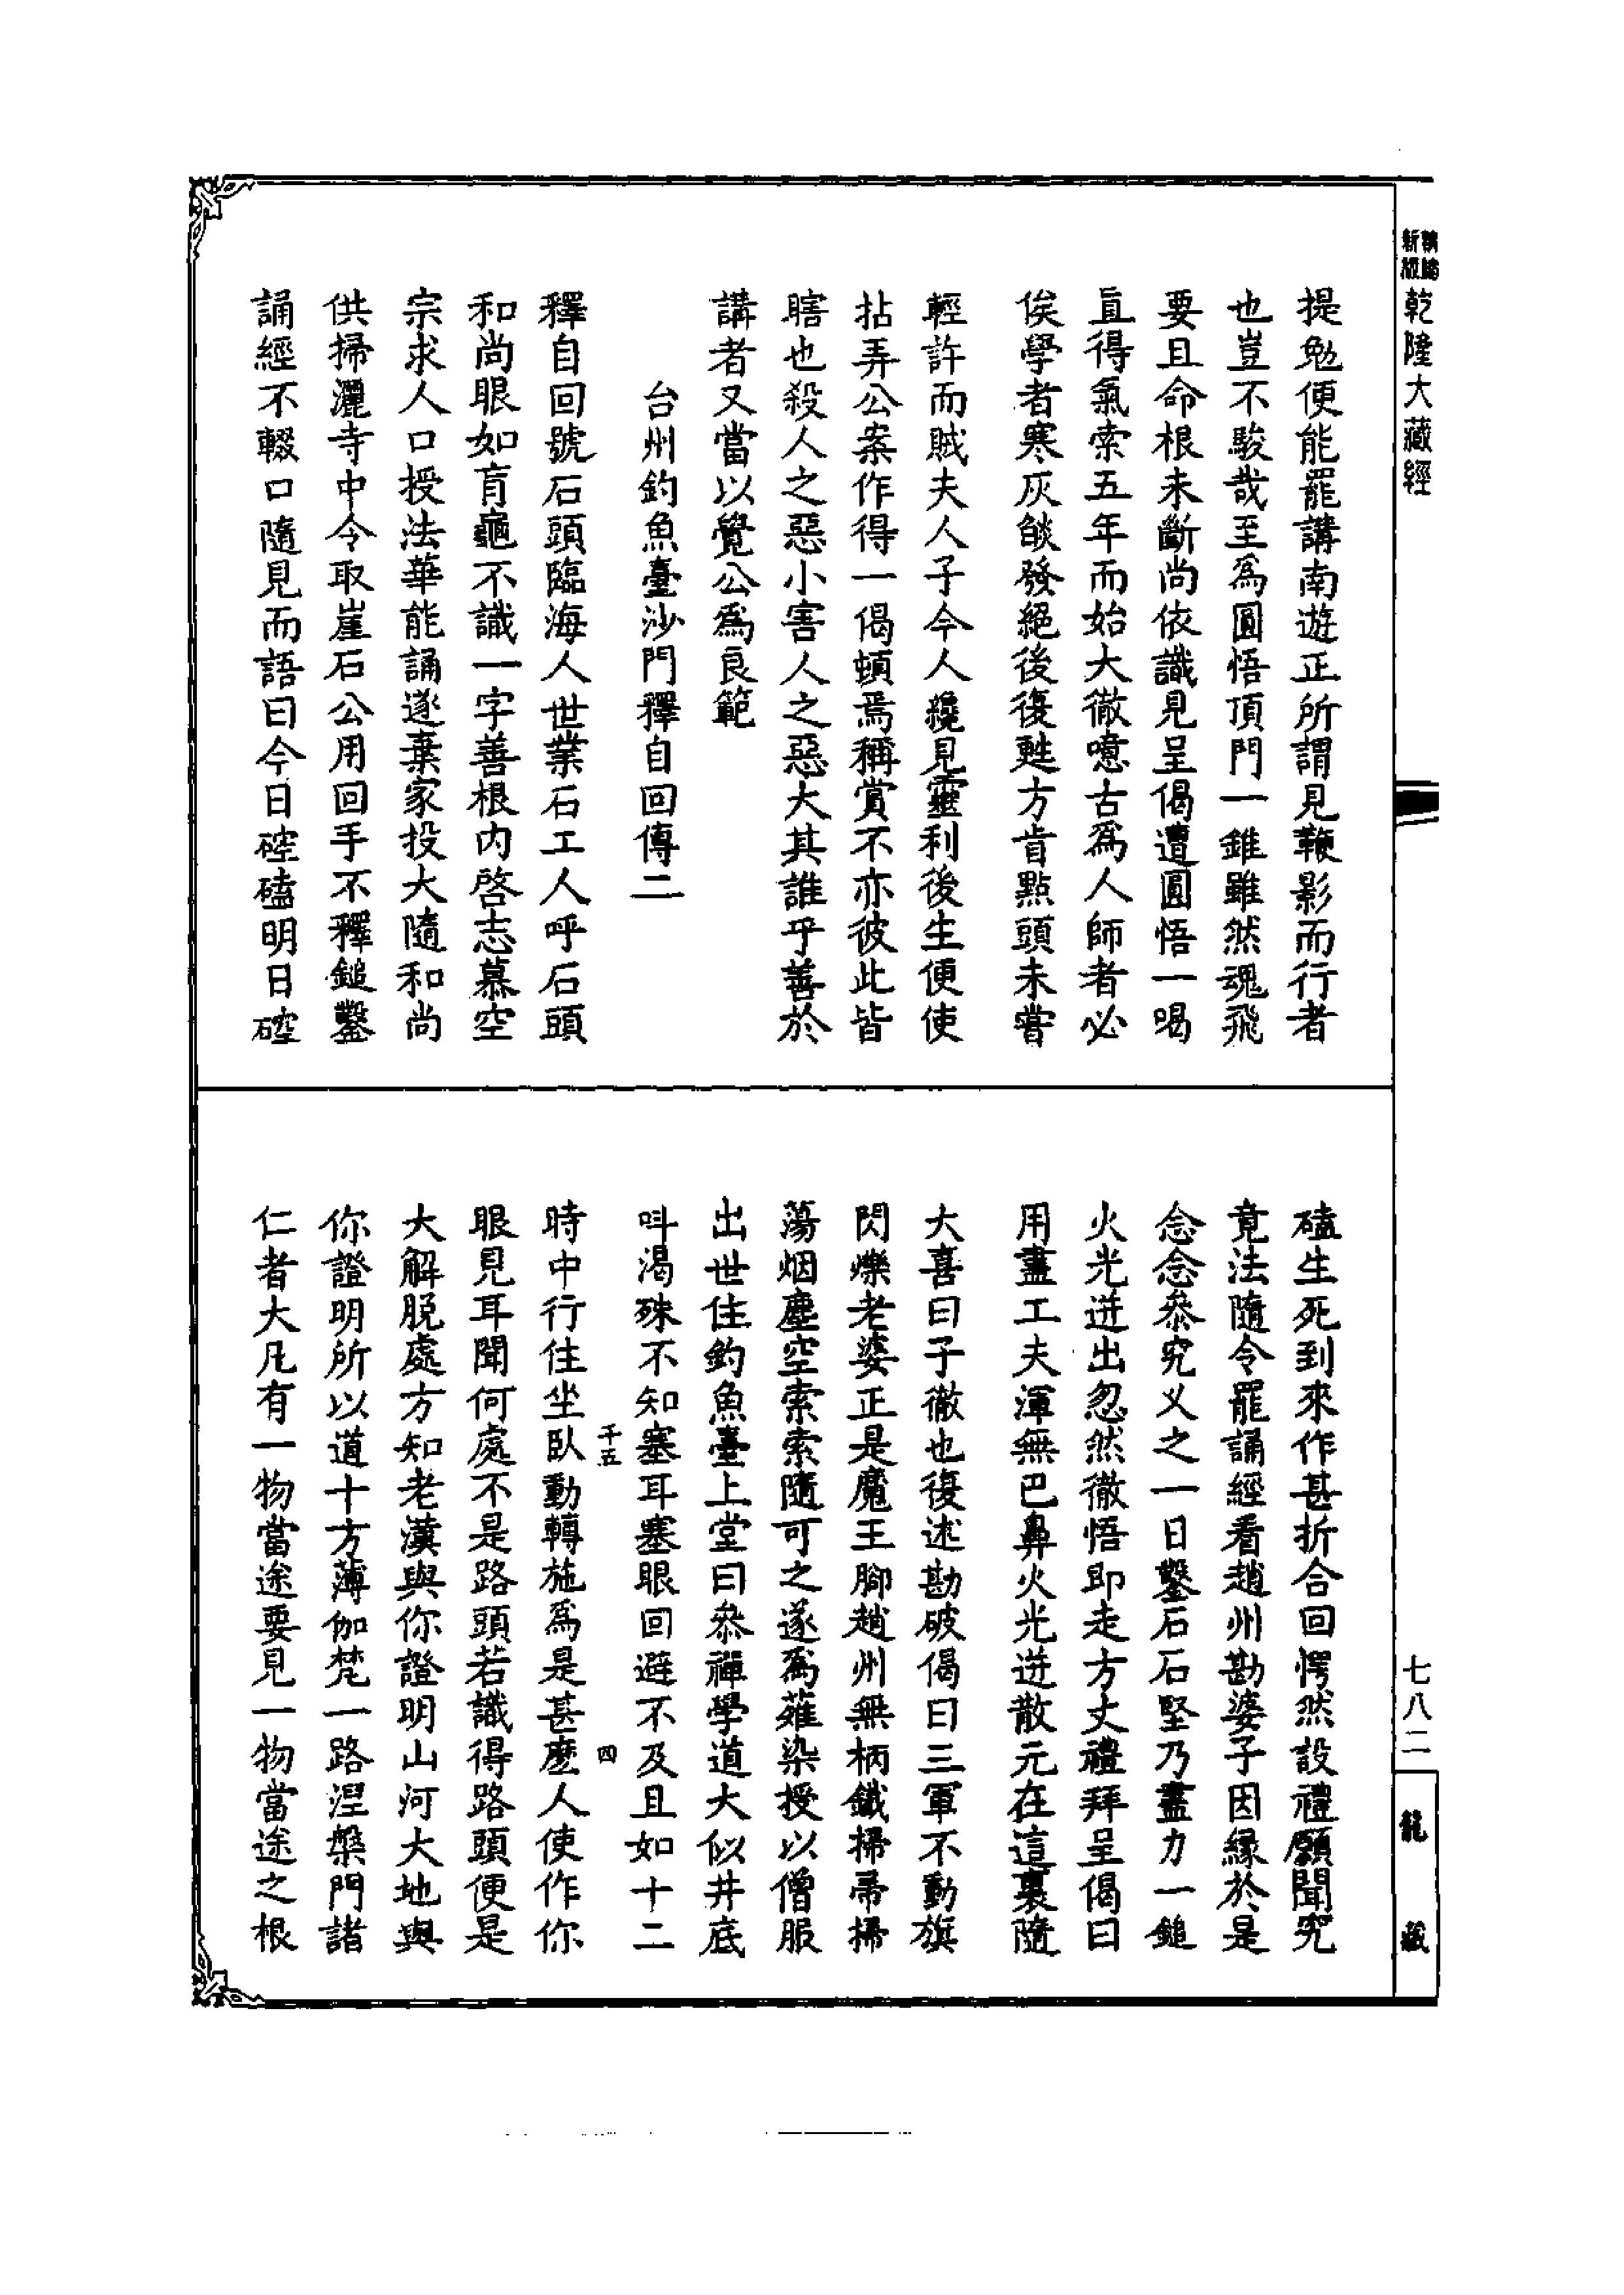 新版
乾隆大藏經
提勉便能罷講南遊正所謂見鞭影而行者
也豈不駿哉至爲圓悟頂門一錐雖然魂飛
要且命根未斷尚依識見呈偈遭圓悟一喝
直得氣索五年而始大徹噫古爲人師者必
俟學者寒灰燄發絕後復甦方肯點頭未嘗
輕許而賊夫人子今人纔見靈利後生便使
拈弄公案作得一偈頓焉稱賞不亦彼此皆
瞎也殺人之惡小害人之惡大其誰乎善於
講者又當以覺公爲良範
台州釣魚臺沙門釋自回傳二
釋自回號石頭臨海人世業石工人呼石頭
和尚眼如盲龜不識一字善根內啓志慕空
宗求人口授法華能誦遂棄家投大隨和尚
供掃灑寺中令取崖石公用回手不釋鎚鑿
誦經不輟口隨見而語曰今日硿磕明日硿
磕生死到來作甚折合回愕然設禮願聞究
竟法隨令罷誦經看趙州勘婆子因緣於是
念念叅究乂之一日鑿石石堅乃盡力一鎚
火光迸出忽然徹悟即走方丈禮拜呈偈曰
用盡工夫渾無巴鼻火光迸散元在這裏隨
大喜曰子徹也復述勘破偈曰三軍不動旗
閃爍老婆正是魔王腳趙州無柄鐵掃帚掃
蕩烟塵空索索隨可之遂爲薙染授以僧服
出世住釣魚臺上堂曰叅禪學道大似井底
呌渴殊不知塞耳塞眼回避不及且如十二
千五
四
時中行住坐臥動轉施爲是甚麽人使作你
眼見耳聞何處不是路頭若識得路頭便是
大解脫處方知老漢與你證明山河大地與
你證明所以道十方薄伽梵一路涅槃門諸
仁者大凡有一物當途要見一物當途之根
七八二
龍藏